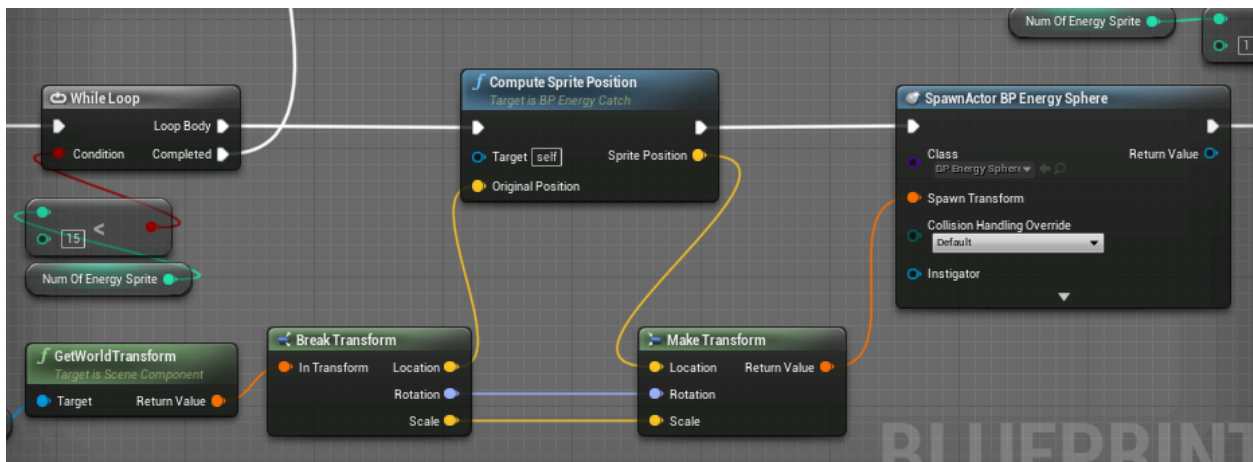 Num Of Energy Sprite
1
While Loop
Loop Body
Condition
Completed
15
<
Num Of Energy Sprite
f GetWorldTransform
Target is Scene Component
Target
Return Value
Break Transform
In Transform
Location
Rotation
Scale
f Compute Sprite Position
Target is BP Energy Catch
Target self
Sprite Position
Original Position
Make Transform
Location
Return Value
Rotation
Scale
SpawnActor BP Energy Sphere
Class
Return Value
BP Energy Sphere
Spawn Transform
Collision Handling Override
Default
Instigator
BLUEPRINT